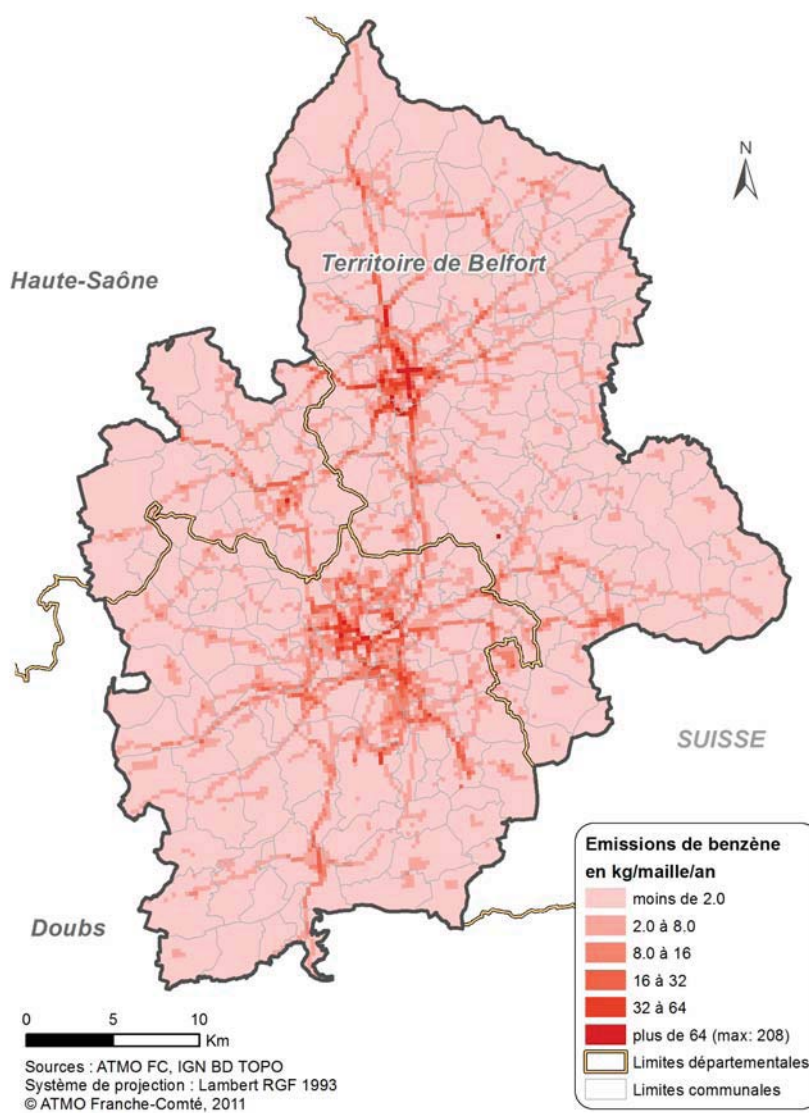 N
Haute-Saône
Territoire de Belfort
SUISSE
Doubs
Emissions de benzène
en kg/maille/an
moins de 2.0
2.0 à 8.0
8.0 à 16
16 à 32
32 à 64
plus de 64 (max: 208)
Limites départementales
Limites communales
0 5 10
Km
Sources : ATMO FC, IGN BD TOPO
Système de projection : Lambert RGF 1993
© ATMO Franche-Comté, 2011